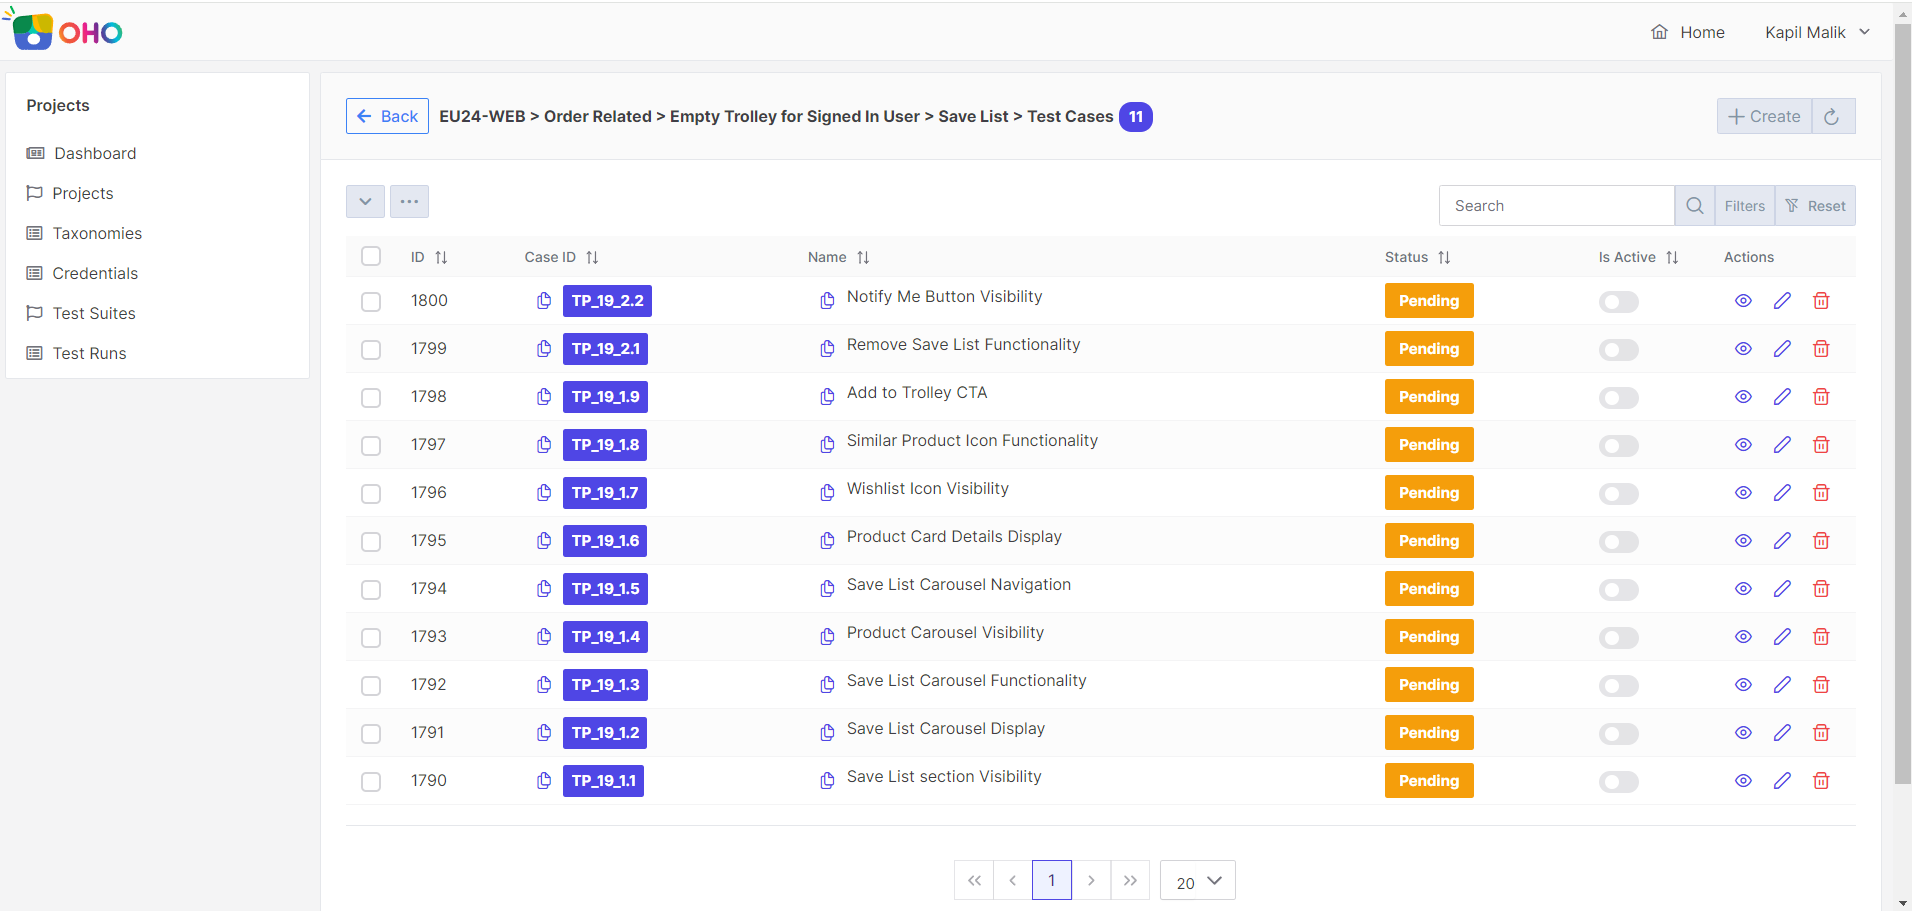 OHO
Home
Kapil Malik
Projects
Dashboard
Projects
Taxonomies
Credentials
Test Suites
Test Runs
Back
EU24-WEB > Order Related > Empty Trolley for Signed In User > Save List > Test Cases 11
Create
Search
Filters
Reset
ID Case ID Name Status Is Active Actions
1800 TP_19_2.2 Notify Me Button Visibility Pending
1799 TP_19_2.1 Remove Save List Functionality Pending
1798 TP_19_1.9 Add to Trolley CTA Pending
1797 TP_19_1.8 Similar Product Icon Functionality Pending
1796 TP_19_1.7 Wishlist Icon Visibility Pending
1795 TP_19_1.6 Product Card Details Display Pending
1794 TP_19_1.5 Save List Carousel Navigation Pending
1793 TP_19_1.4 Product Carousel Visibility Pending
1792 TP_19_1.3 Save List Carousel Functionality Pending
1791 TP_19_1.2 Save List Carousel Display Pending
1790 TP_19_1.1 Save List section Visibility Pending
1
20